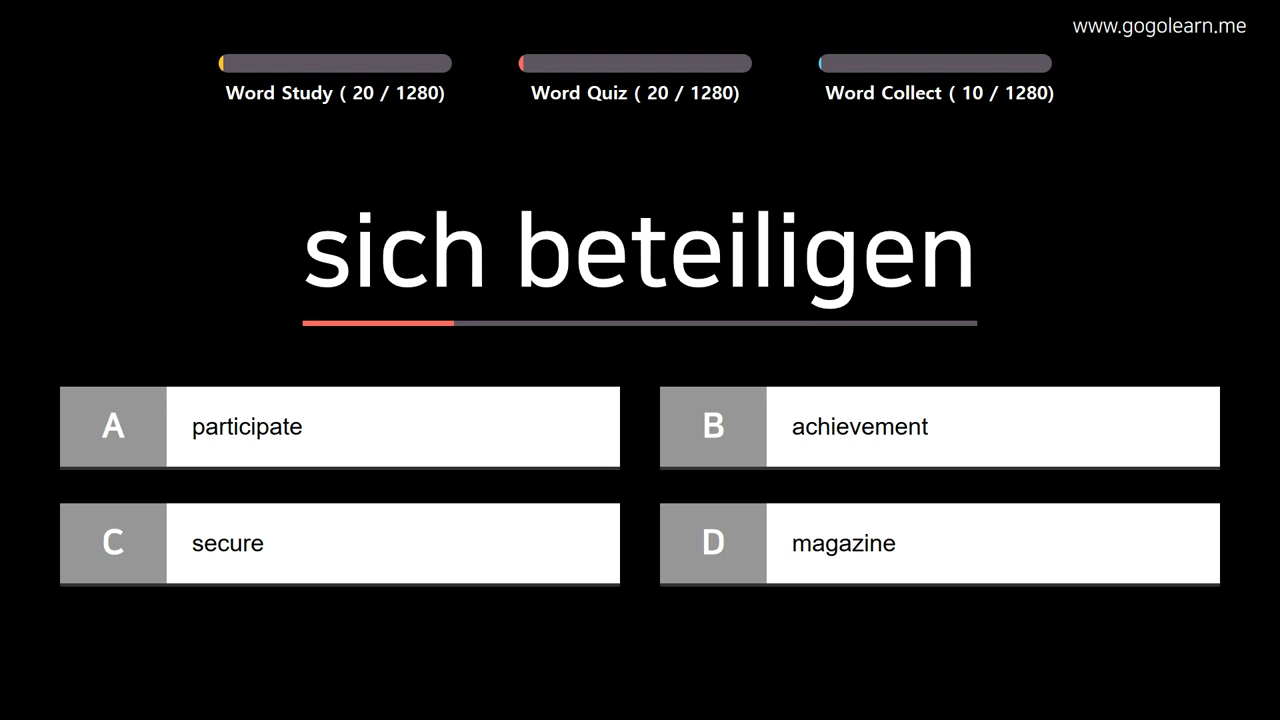 www.gogolearn.me
Word Study ( 20 / 1280)
Word Quiz ( 20 / 1280)
Word Collect ( 10 / 1280)
sich beteiligen
A participate
B achievement
C secure
D magazine